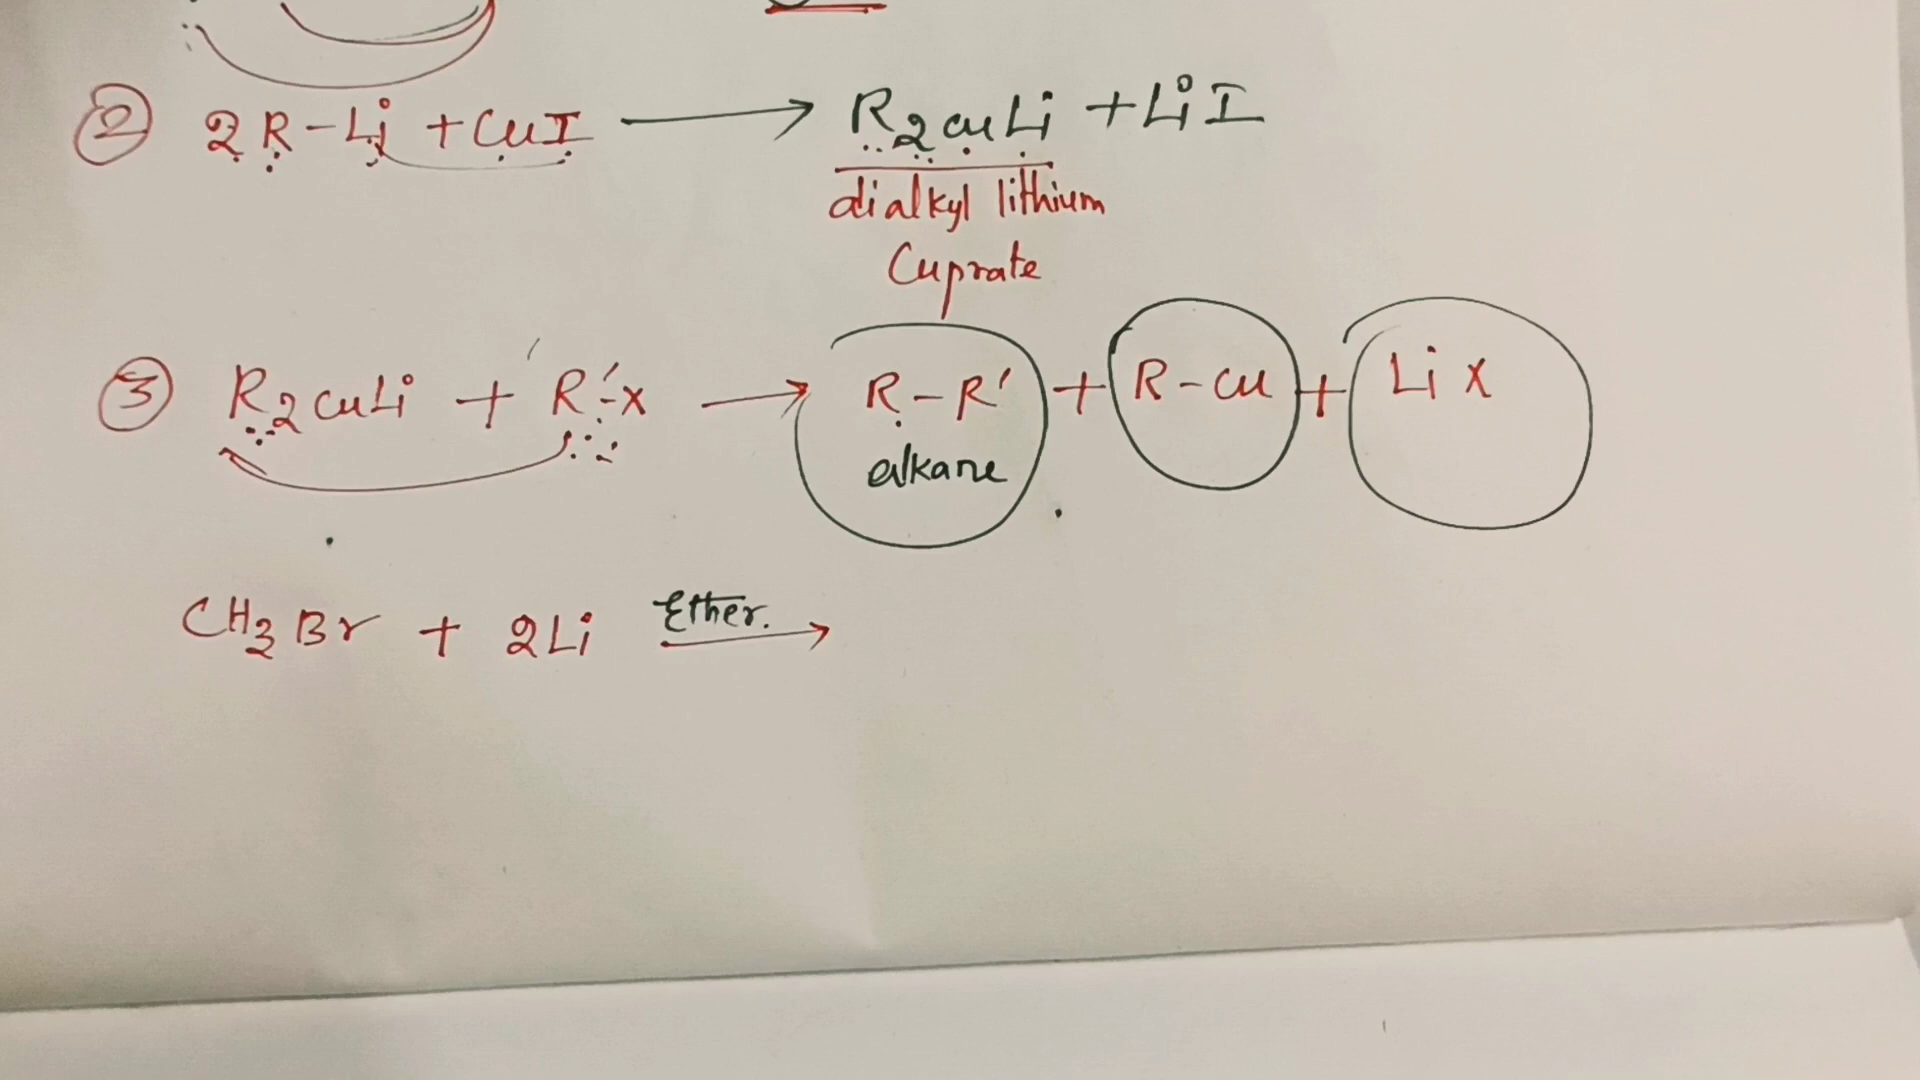 ② 2R-Li + CuI ⟶ R₂CuLi + LiI
dialkyl lithium
Cuprate
③ R₂CuLi + R'-X ⟶ R-R' + R-Cu + LiX
alkane
CH₃Br + 2Li Ether. ⟶